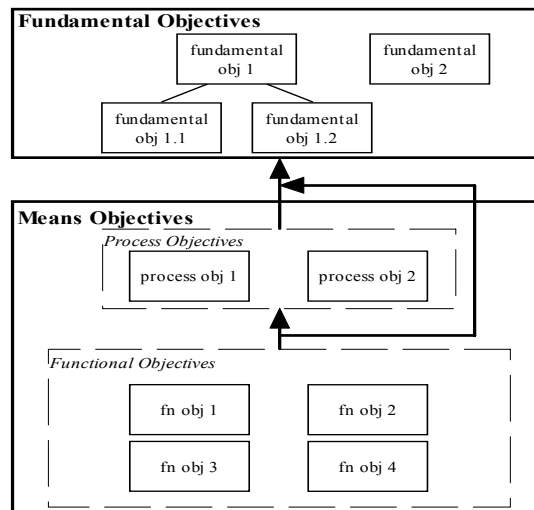 Fundamental Objectives
fundamental
obj 1
fundamental
obj 2
fundamental
obj 1.1
fundamental
obj 1.2
Means Objectives
Process Objectives
process obj 1
process obj 2
Functional Objectives
fn obj 1
fn obj 2
fn obj 3
fn obj 4